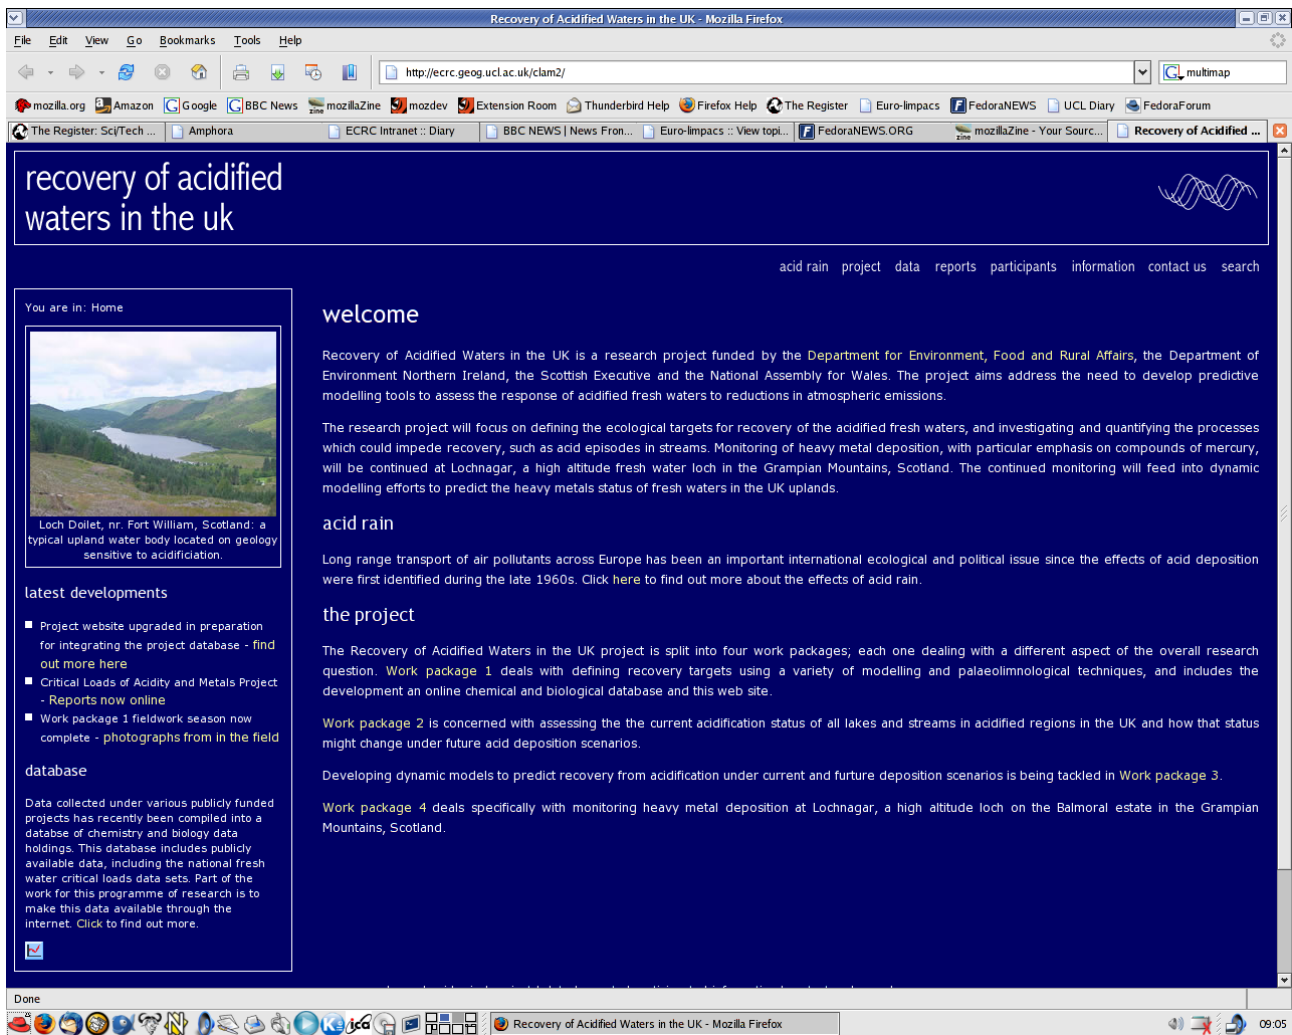 Recovery of Acidified Waters in the UK - Mozilla Firefox
File Edit View Go Bookmarks Tools Help
http://ecrc.geog.ucl.ac.uk/clam2/
multimap
mozilla.org Amazon Google BBC News mozillaZine mozdev Extension Room Thunderbird Help Firefox Help The Register Euro-limpacs FedoraNEWS UCL Diary FedoraForum
The Register: Sci/Tech ... Amphora ECRC Intranet :: Diary BBC NEWS | News Fron... Euro-limpacs :: View topi... FedoraNEWS.ORG mozillaZine - Your Sourc... Recovery of Acidified ...
recovery of acidified
waters in the uk
acid rain project data reports participants information contact us search
You are in: Home
Loch Doilet, nr. Fort William, Scotland: a
typical upland water body located on geology
sensitive to acidificiation.
latest developments
Project website upgraded in preparation
for integrating the project database - find
out more here
Critical Loads of Acidity and Metals Project
- Reports now online
Work package 1 fieldwork season now
complete - photographs from in the field
database
Data collected under various publicly funded
projects has recently been compiled into a
databse of chemistry and biology data
holdings. This database includes publicly
available data, including the national fresh
water critical loads data sets. Part of the
work for this programme of research is to
make this data available through the
internet. Click to find out more.
welcome
Recovery of Acidified Waters in the UK is a research project funded by the Department for Environment, Food and Rural Affairs, the Department of
Environment Northern Ireland, the Scottish Executive and the National Assembly for Wales. The project aims address the need to develop predictive
modelling tools to assess the response of acidified fresh waters to reductions in atmospheric emissions.
The research project will focus on defining the ecological targets for recovery of the acidified fresh waters, and investigating and quantifying the processes
which could impede recovery, such as acid episodes in streams. Monitoring of heavy metal deposition, with particular emphasis on compounds of mercury,
will be continued at Lochnagar, a high altitude fresh water loch in the Grampian Mountains, Scotland. The continued monitoring will feed into dynamic
modelling efforts to predict the heavy metals status of fresh waters in the UK uplands.
acid rain
Long range transport of air pollutants across Europe has been an important international ecological and political issue since the effects of acid deposition
were first identified during the late 1960s. Click here to find out more about the effects of acid rain.
the project
The Recovery of Acidified Waters in the UK project is split into four work packages; each one dealing with a different aspect of the overall research
question. Work package 1 deals with defining recovery targets using a variety of modelling and palaeolimnological techniques, and includes the
development an online chemical and biological database and this web site.
Work package 2 is concerned with assessing the the current acidification status of all lakes and streams in acidified regions in the UK and how that status
might change under future acid deposition scenarios.
Developing dynamic models to predict recovery from acidification under current and furture deposition scenarios is being tackled in Work package 3.
Work package 4 deals specifically with monitoring heavy metal deposition at Lochnagar, a high altitude loch on the Balmoral estate in the Grampian
Mountains, Scotland.
Done
Recovery of Acidified Waters in the UK - Mozilla Firefox
09:05